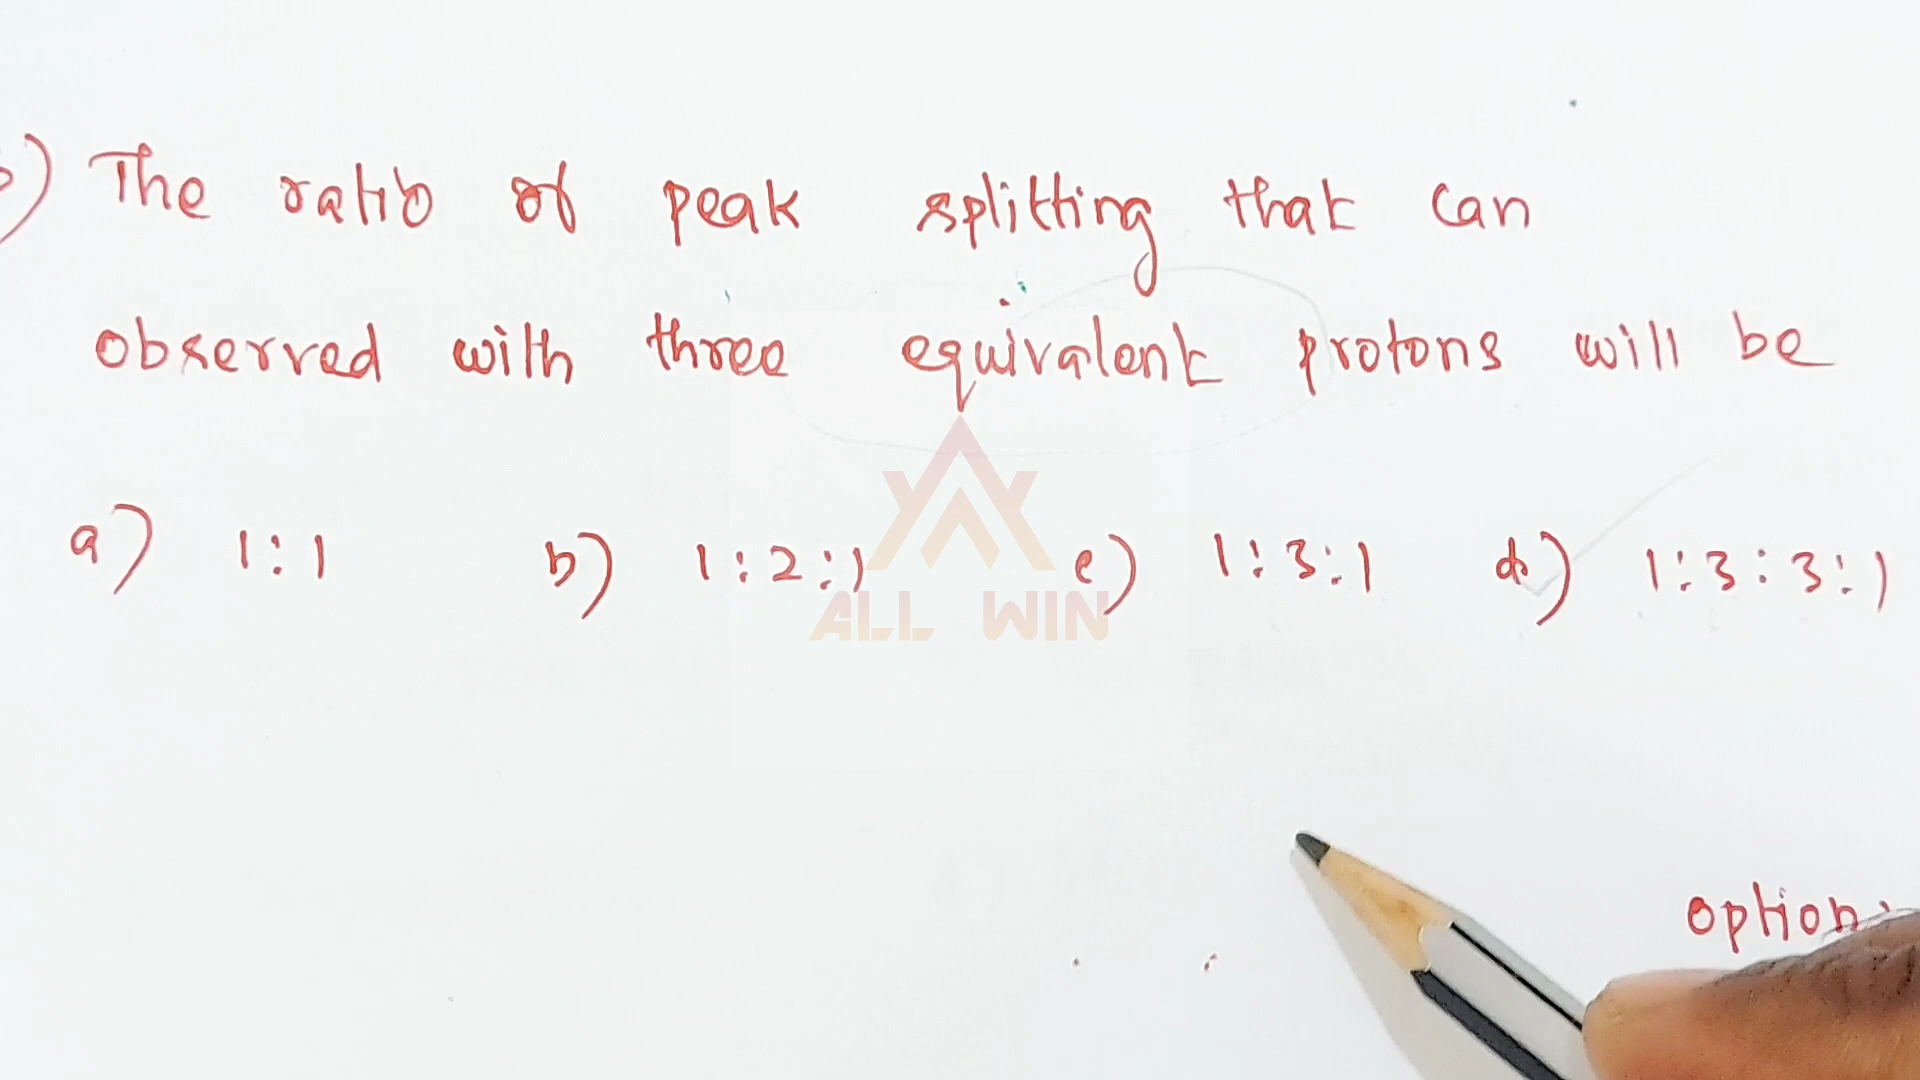 The ratio of peak splitting that can
observed with three equivalent protons will be
a) 1:1 b) 1:2:1 c) 1:3:1 d) 1:3:3:1
ALL WIN
option